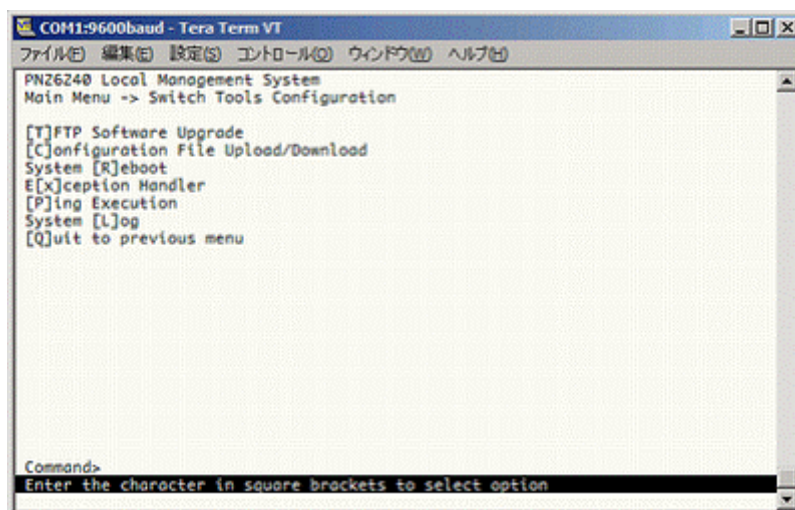 COM1:9600baud - Tera Term VT
ファイル(F) 編集(E) 設定(S) コントロール(O) ウィンドウ(W) ヘルプ(H)
PN26240 Local Management System
Main Menu -> Switch Tools Configuration
[T]FTP Software Upgrade
[C]onfiguration File Upload/Download
System [R]eboot
E[x]ception Handler
[P]ing Execution
System [L]og
[Q]uit to previous menu
Command>
Enter the character in square brackets to select option